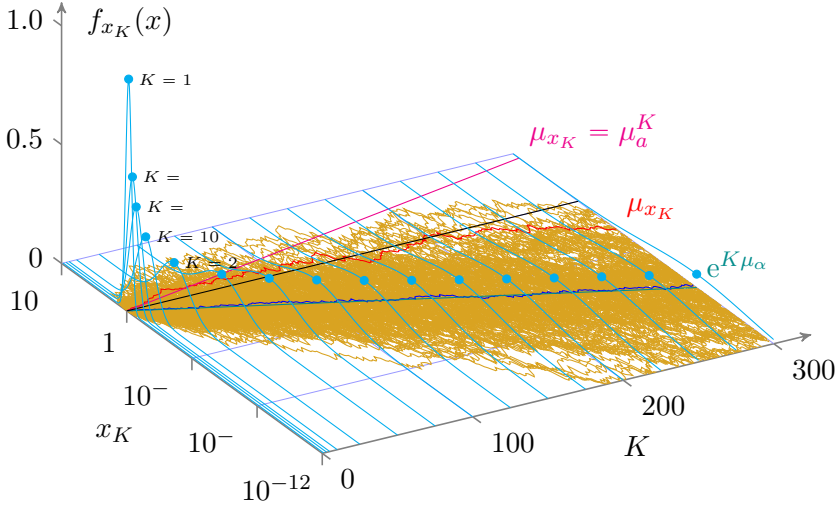 1.0
f_{x_K}(x)
K = 1
0.5
μ_{x_K} = μ_a^K
K =
K =
μ_{x_K}
K = 10
0
K = 2
e^{Kμ_α}
10
1
300
10^-
200
x_K
10^-
100
K
10^{-12}
0